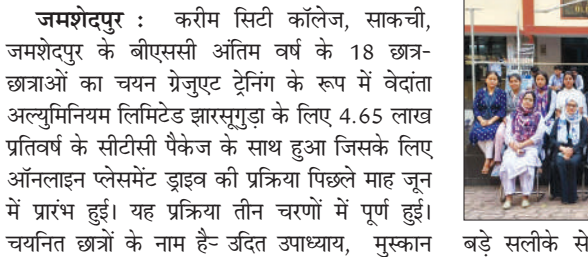 जमशेदपुर : करीम सिटी कॉलेज, साकची,
जमशेदपुर के बीएससी अंतिम वर्ष के 18 छात्र-
छात्राओं का चयन ग्रेजुएट ट्रेनिंग के रूप में वेदांता
अल्युमिनियम लिमिटेड झारसूगुड़ा के लिए 4.65 लाख
प्रतिवर्ष के सीटीसी पैकेज के साथ हुआ जिसके लिए
ऑनलाइन प्लेसमेंट ड्राइव की प्रक्रिया पिछले माह जून
में प्रारंभ हुई। यह प्रक्रिया तीन चरणों में पूर्ण हुई।
चयनित छात्रों के नाम है- उदित उपाध्याय, मुस्कान
बड़े सलीके से